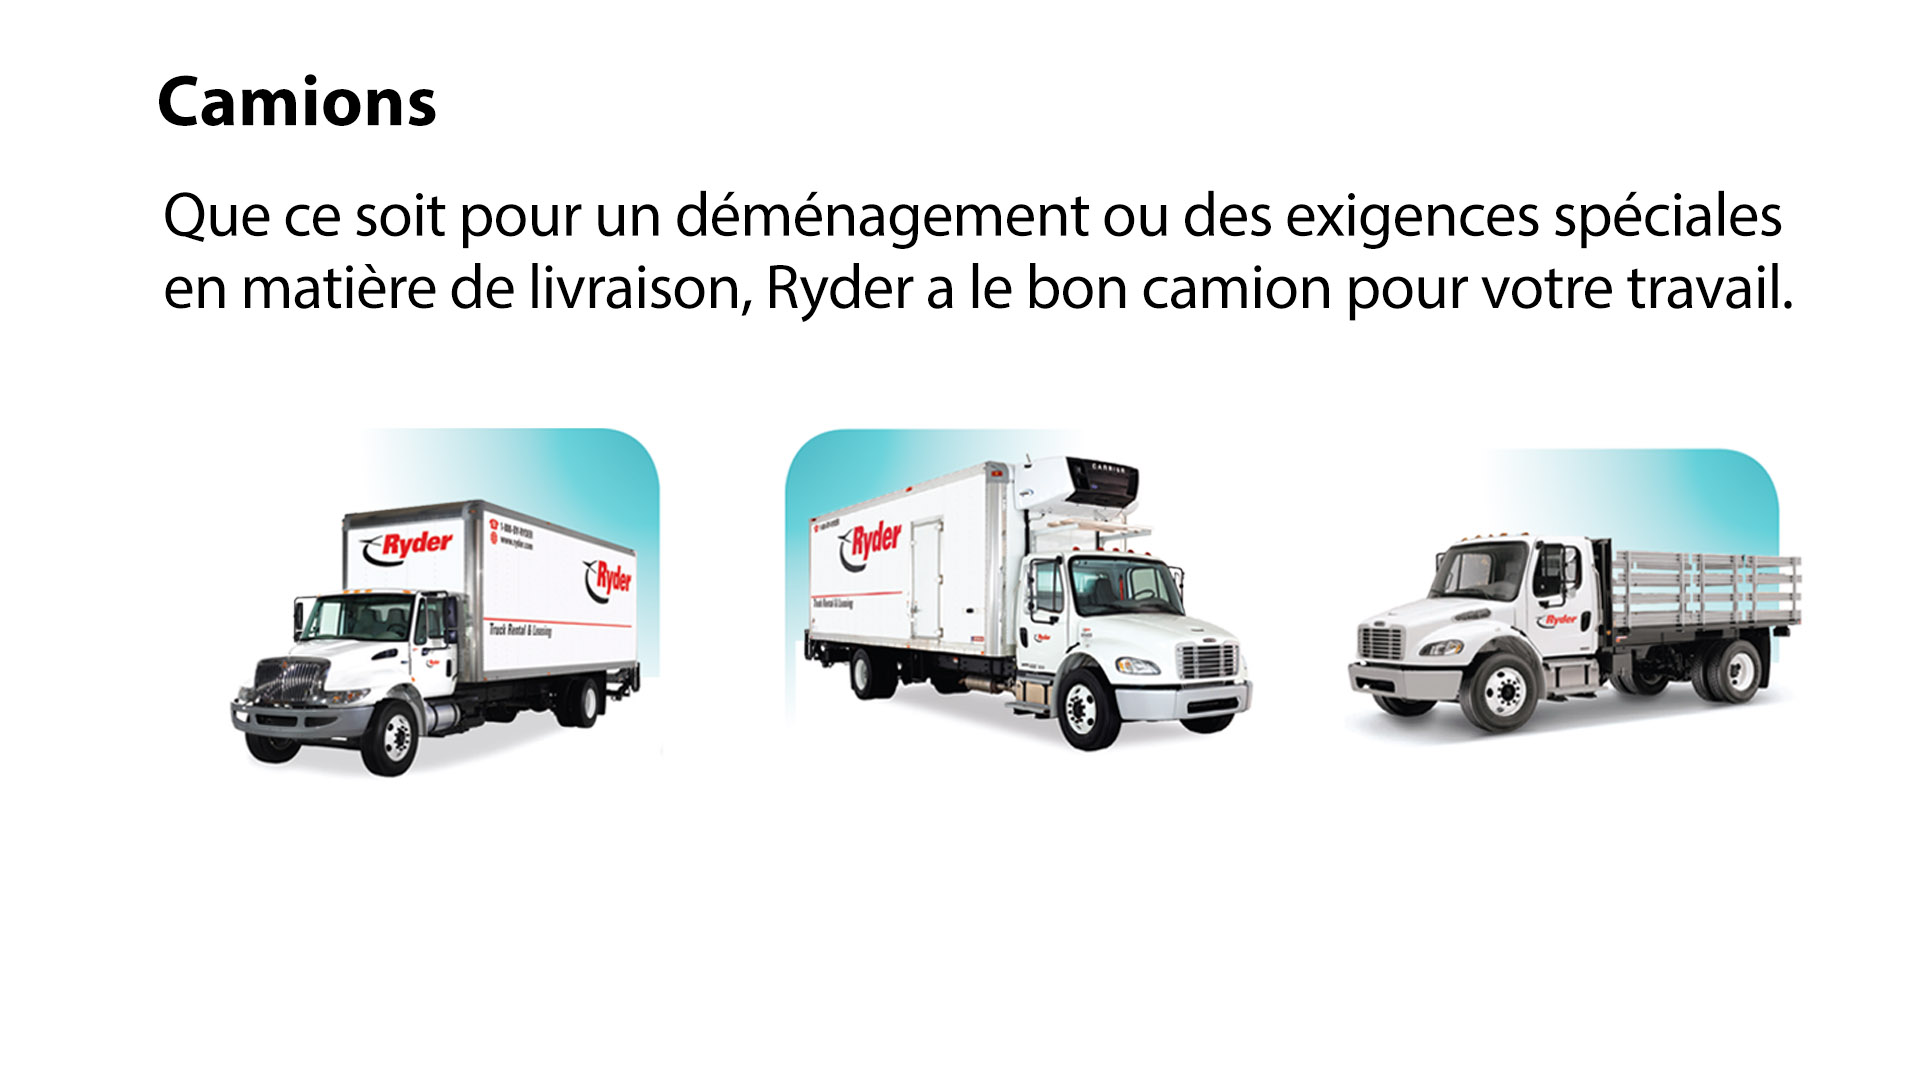 Camions
Que ce soit pour un déménagement ou des exigences spéciales
en matière de livraison, Ryder a le bon camion pour votre travail.
Ryder
1-800-GO-RYDER
www.ryder.com
Ryder
Truck Rental & Leasing
Ryder
Ryder
Truck Rental & Leasing
CARRIER
Ryder
Ryder